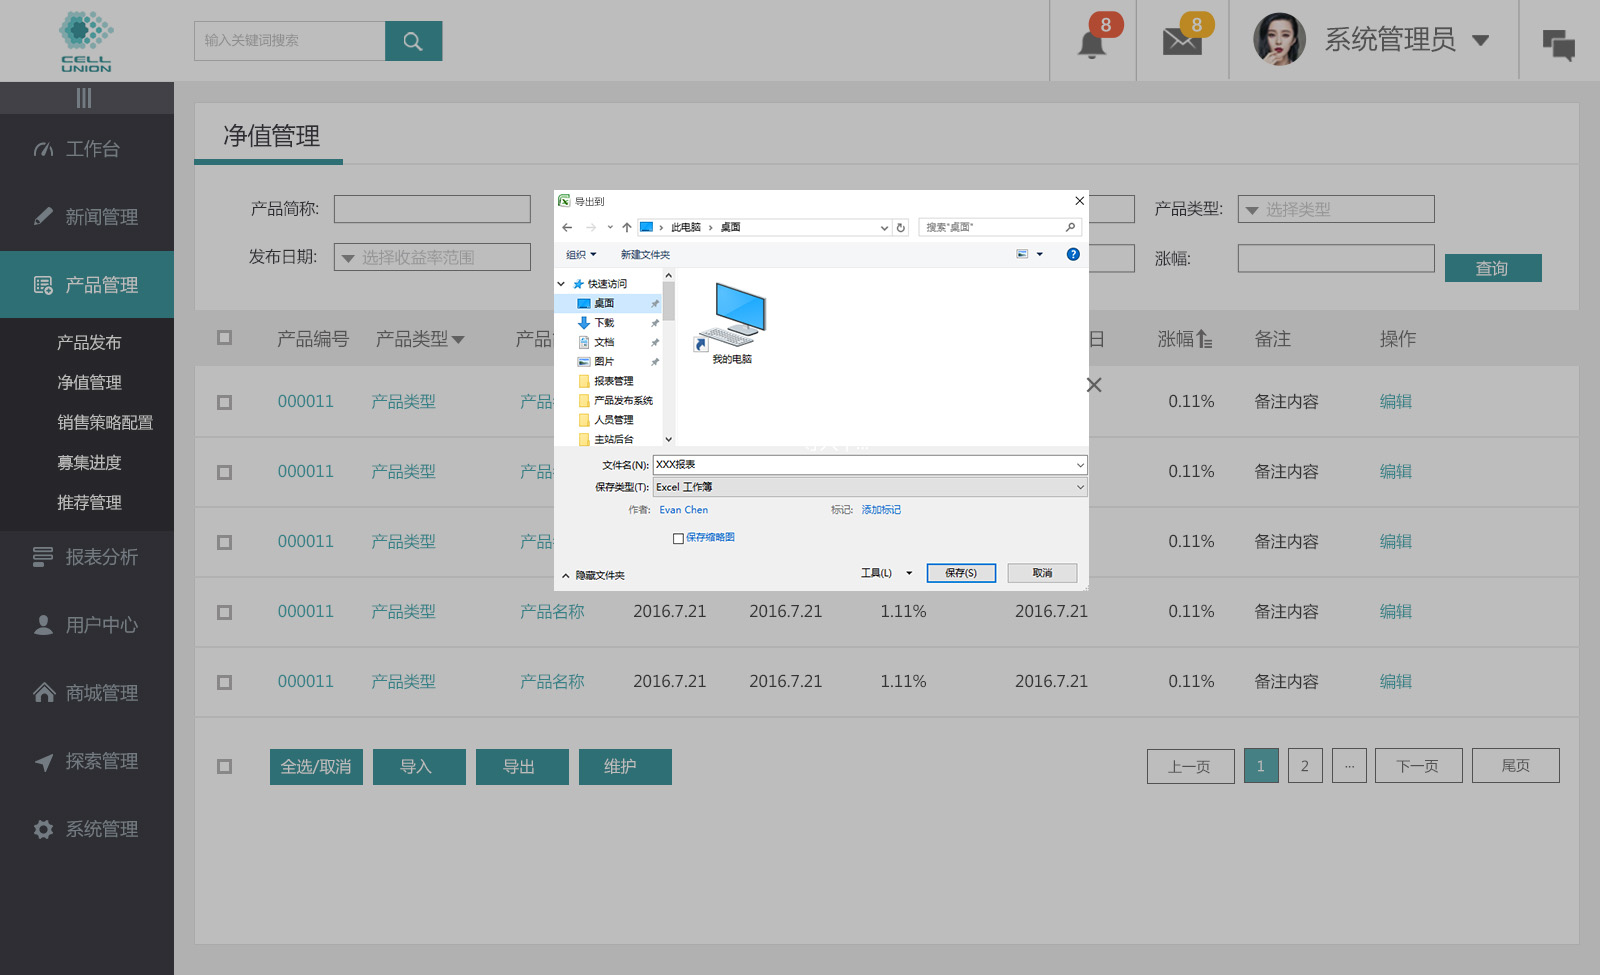 CELL
UNION
输入关键词搜索
8
8
系统管理员
工作台
新闻管理
产品管理
产品发布
净值管理
销售策略配置
募集进度
推荐管理
报表分析
用户中心
商城管理
探索管理
系统管理
净值管理
产品简称:
产品类型:
选择类型
发布日期:
选择收益率范围
涨幅:
查询
产品编号 产品类型 产品 日 涨幅 备注 操作
000011 产品类型 产品 0.11% 备注内容 编辑
000011 产品类型 产品 0.11% 备注内容 编辑
000011 产品类型 产品 0.11% 备注内容 编辑
000011 产品类型 产品名称 2016.7.21 2016.7.21 1.11% 2016.7.21 0.11% 备注内容 编辑
000011 产品类型 产品名称 2016.7.21 2016.7.21 1.11% 2016.7.21 0.11% 备注内容 编辑
全选/取消 导入 导出 维护
上一页 1 2 ... 下一页 尾页
导出到
此电脑 › 桌面
搜索"桌面"
组织 新建文件夹
?
快速访问
桌面
下载
文档
图片
报表管理
产品发布系统
人员管理
主站后台
我的电脑
文件名(N): XXX报表
保存类型(T): Excel 工作簿
作者: Evan Chen 标记: 添加标记
保存缩略图
隐藏文件夹 工具(L) 保存(S) 取消